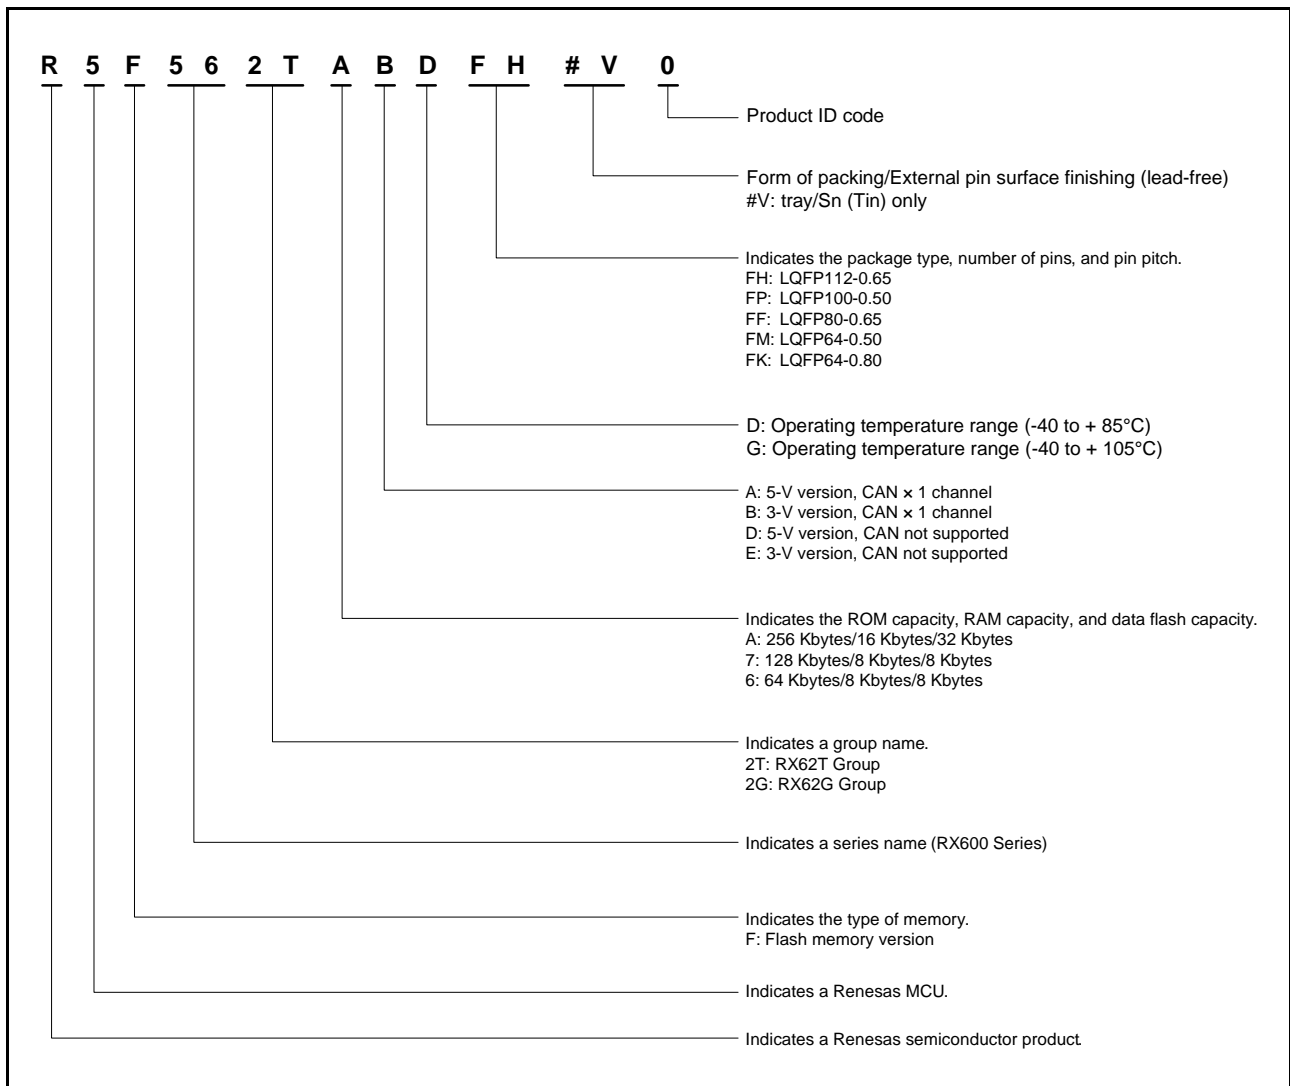 R 5 F 5 6 2 T A B D F H # V 0
Product ID code
Form of packing/External pin surface finishing (lead-free)
#V: tray/Sn (Tin) only
Indicates the package type, number of pins, and pin pitch.
FH: LQFP112-0.65
FP: LQFP100-0.50
FF: LQFP80-0.65
FM: LQFP64-0.50
FK: LQFP64-0.80
D: Operating temperature range (-40 to + 85°C)
G: Operating temperature range (-40 to + 105°C)
A: 5-V version, CAN × 1 channel
B: 3-V version, CAN × 1 channel
D: 5-V version, CAN not supported
E: 3-V version, CAN not supported
Indicates the ROM capacity, RAM capacity, and data flash capacity.
A: 256 Kbytes/16 Kbytes/32 Kbytes
7: 128 Kbytes/8 Kbytes/8 Kbytes
6: 64 Kbytes/8 Kbytes/8 Kbytes
Indicates a group name.
2T: RX62T Group
2G: RX62G Group
Indicates a series name (RX600 Series)
Indicates the type of memory.
F: Flash memory version
Indicates a Renesas MCU.
Indicates a Renesas semiconductor product.